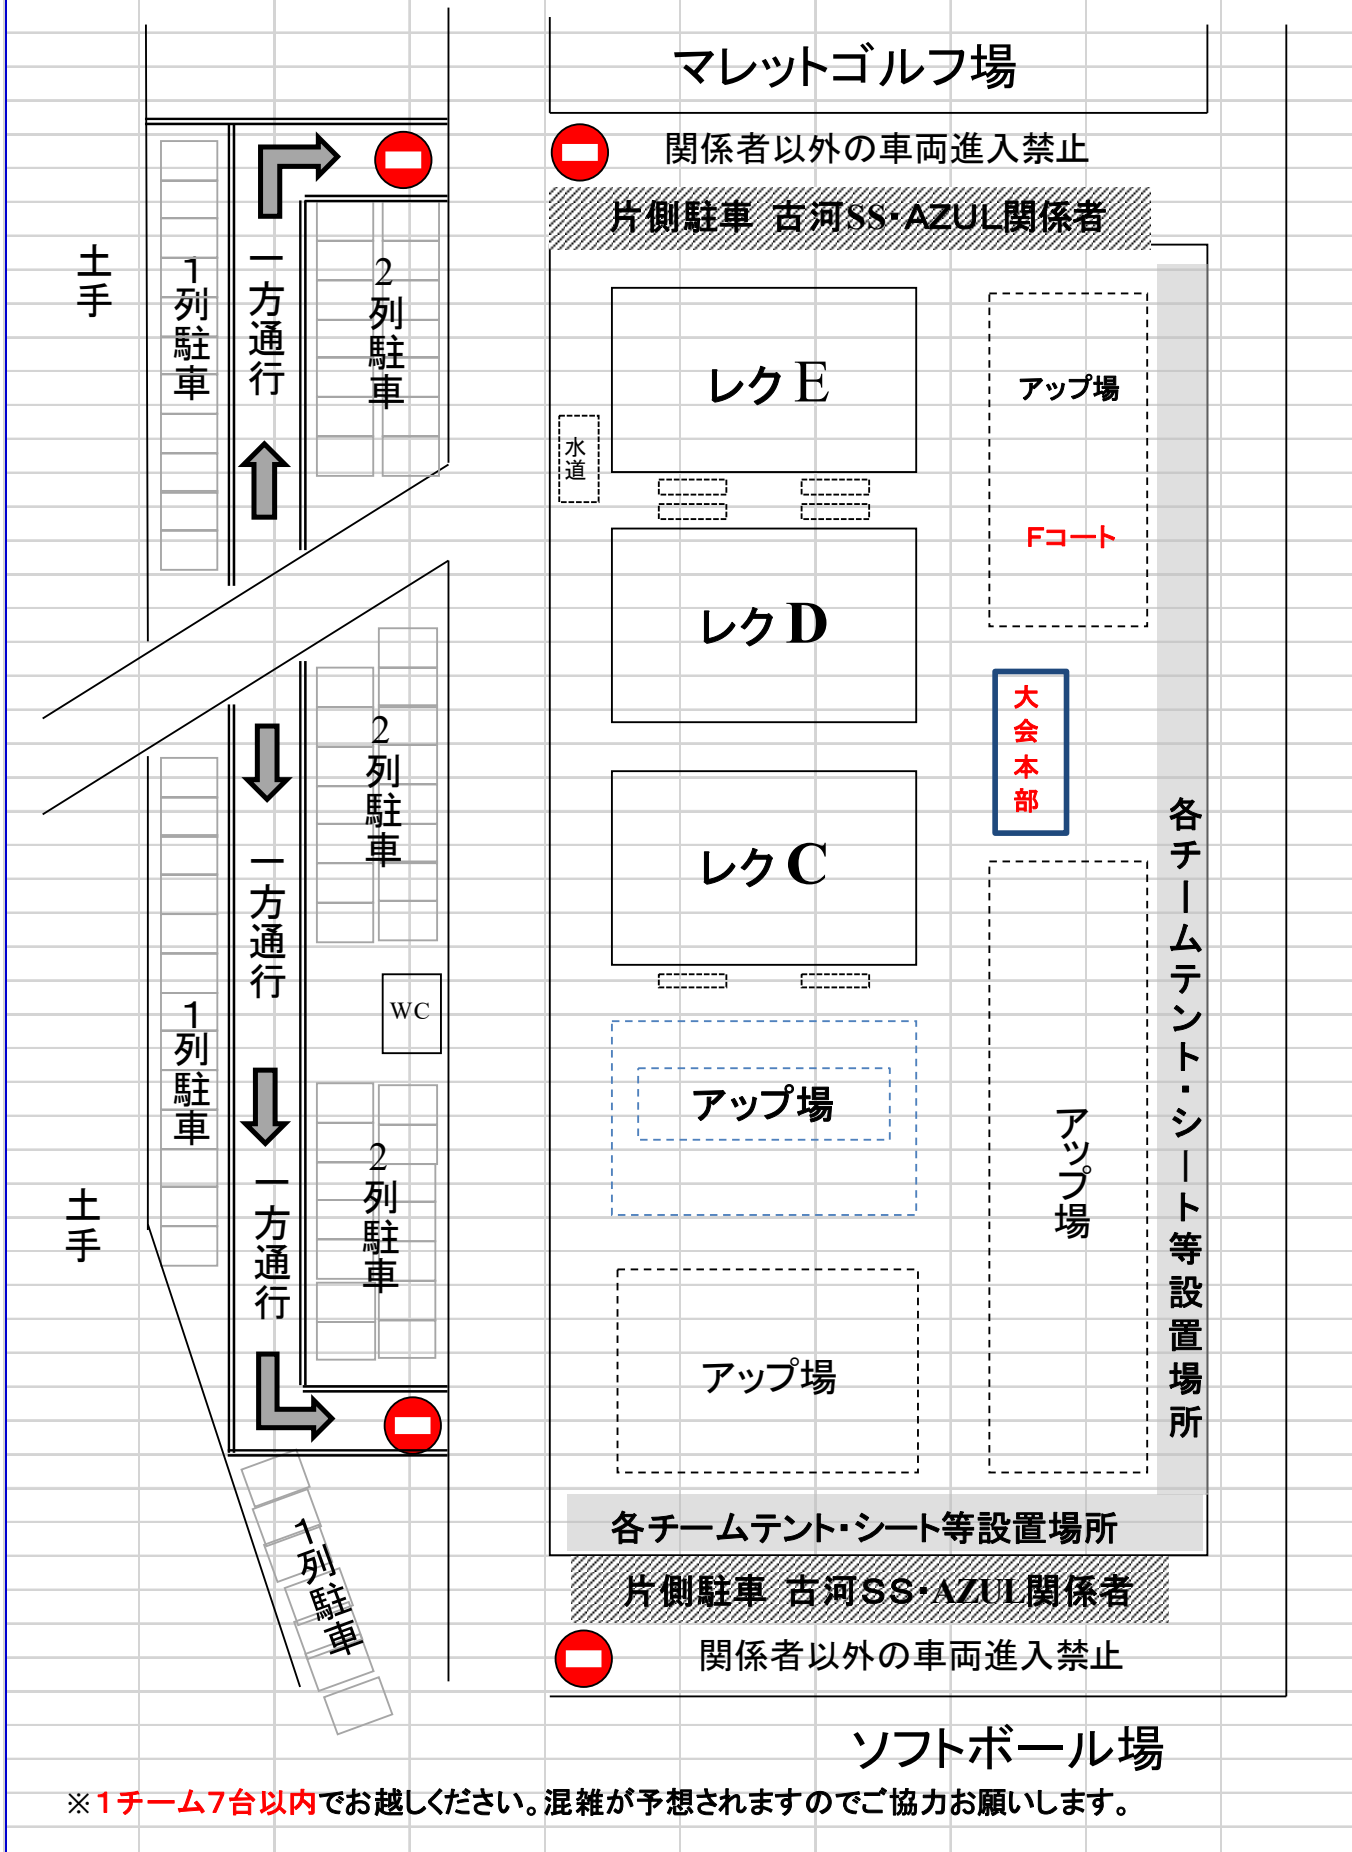 マレットゴルフ場
関係者以外の車両進入禁止
片側駐車 古河SS・AZUL関係者
土手
1列駐車
一方通行
2列駐車
レクE
アップ場
水道
Fコート
レクD
大会本部
2列駐車
レクC
各チームテント・シート等設置場所
一方通行
WC
1列駐車
アップ場
アップ場
2列駐車
土手
一方通行
アップ場
各チームテント・シート等設置場所
1列駐車
片側駐車 古河SS・AZUL関係者
関係者以外の車両進入禁止
ソフトボール場
※1チーム7台以内でお越しください。混雑が予想されますのでご協力お願いします。